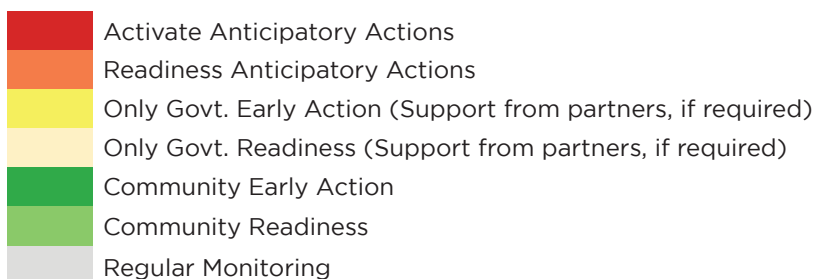 Activate Anticipatory Actions
Readiness Anticipatory Actions
Only Govt. Early Action (Support from partners, if required)
Only Govt. Readiness (Support from partners, if required)
Community Early Action
Community Readiness
Regular Monitoring